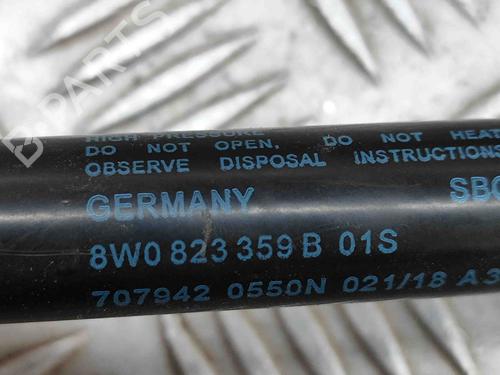 B PARTS
HIGH PRESSURE
DO NOT OPEN, DO NOT HEAT
OBSERVE DISPOSAL INSTRUCTIONS
GERMANY SBC
8W0 823 359 B 01S
707942 0550N 021/18 A3